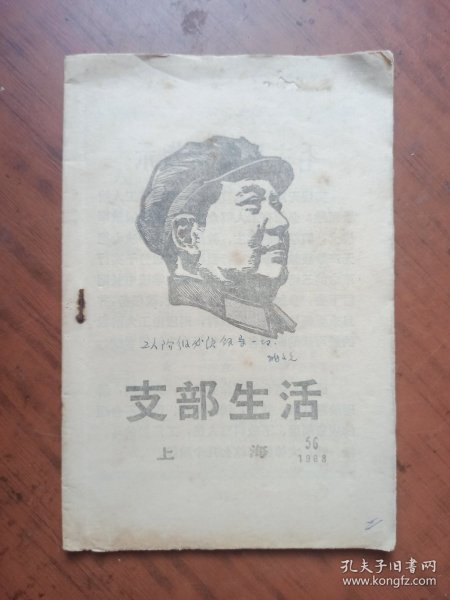 工人阶级必须领导一切.
支部生活
上海
56
1968
孔夫子旧书网
www.kongfz.com